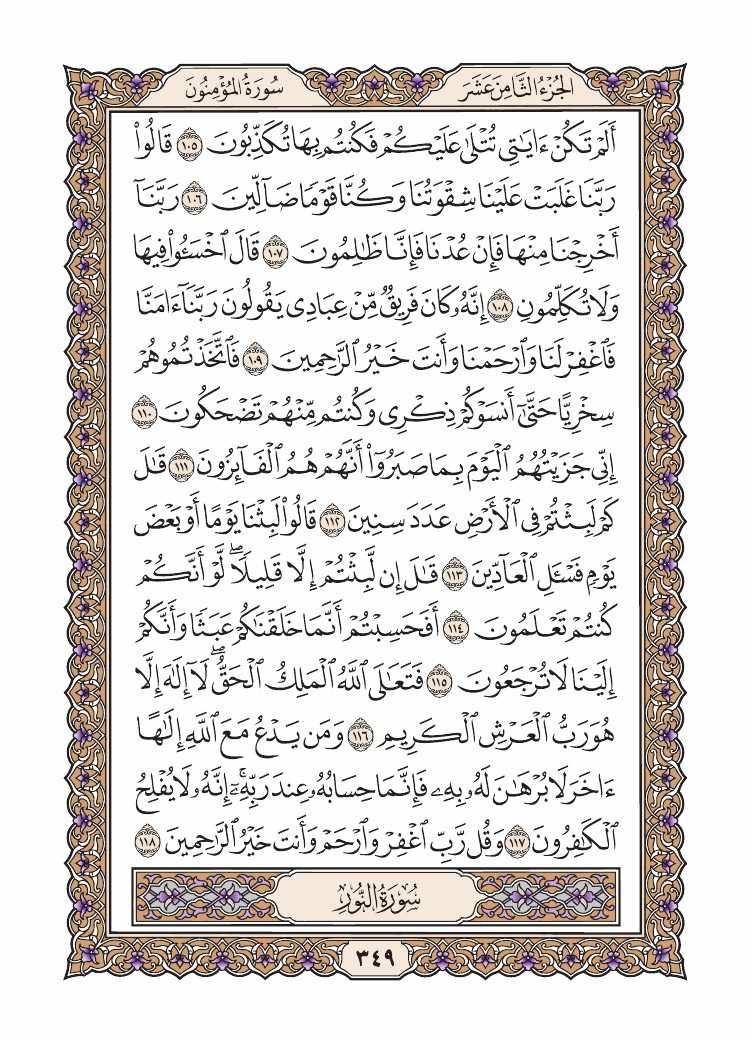 الجُزْءُ الثَّامِنَ عَشَرَ
سُورَةُ المُؤْمِنُونَ
أَلَمْ تَكُنْ ءَايَٰتِي تُتْلَىٰ عَلَيْكُمْ فَكُنتُم بِهَا تُكَذِّبُونَ ١٠٥ قَالُوا۟
رَبَّنَا غَلَبَتْ عَلَيْنَا شِقْوَتُنَا وَكُنَّا قَوْمًا ضَآلِّينَ ١٠٦ رَبَّنَآ
أَخْرِجْنَا مِنْهَا فَإِنْ عُدْنَا فَإِنَّا ظَٰلِمُونَ ١٠٧ قَالَ ٱخْسَـُٔوا۟ فِيهَا
وَلَا تُكَلِّمُونِ ١٠٨ إِنَّهُۥ كَانَ فَرِيقٌ مِّنْ عِبَادِى يَقُولُونَ رَبَّنَآ ءَامَنَّا
فَٱغْفِرْ لَنَا وَٱرْحَمْنَا وَأَنتَ خَيْرُ ٱلرَّٰحِمِينَ ١٠٩ فَٱتَّخَذْتُمُوهُمْ
سِخْرِيًّا حَتَّىٰٓ أَنسَوْكُمْ ذِكْرِى وَكُنتُم مِّنْهُمْ تَضْحَكُونَ ١١٠
إِنِّى جَزَيْتُهُمُ ٱلْيَوْمَ بِمَا صَبَرُوٓا۟ أَنَّهُمْ هُمُ ٱلْفَآئِزُونَ ١١١ قَٰلَ
كَمْ لَبِثْتُمْ فِى ٱلْأَرْضِ عَدَدَ سِنِينَ ١١٢ قَالُوا۟ لَبِثْنَا يَوْمًا أَوْ بَعْضَ
يَوْمٍ فَسْـَٔلِ ٱلْعَآدِّينَ ١١٣ قَٰلَ إِن لَّبِثْتُمْ إِلَّا قَلِيلًا ۖ لَّوْ أَنَّكُمْ
كُنتُمْ تَعْلَمُونَ ١١٤ أَفَحَسِبْتُمْ أَنَّمَا خَلَقْنَٰكُمْ عَبَثًا وَأَنَّكُمْ
إِلَيْنَا لَا تُرْجَعُونَ ١١٥ فَتَعَٰلَى ٱللَّهُ ٱلْمَلِكُ ٱلْحَقُّ ۖ لَآ إِلَٰهَ إِلَّا
هُوَ رَبُّ ٱلْعَرْشِ ٱلْكَرِيمِ ١١٦ وَمَن يَدْعُ مَعَ ٱللَّهِ إِلَٰهًا
ءَاخَرَ لَا بُرْهَٰنَ لَهُۥ بِهِۦ فَإِنَّمَا حِسَابُهُۥ عِندَ رَبِّهِۦٓ ۚ إِنَّهُۥ لَا يُفْلِحُ
ٱلْكَٰفِرُونَ ١١٧ وَقُل رَّبِّ ٱغْفِرْ وَٱرْحَمْ وَأَنتَ خَيْرُ ٱلرَّٰحِمِينَ ١١٨
سُورَةُ النُّورِ
٣٤٩